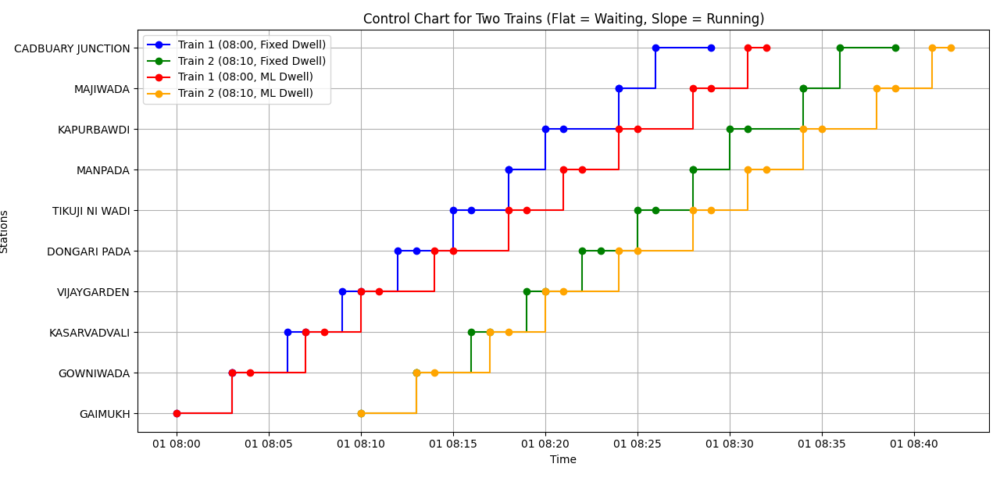 Control Chart for Two Trains (Flat = Waiting, Slope = Running)
Train 1 (08:00, Fixed Dwell)
Train 2 (08:10, Fixed Dwell)
Train 1 (08:00, ML Dwell)
Train 2 (08:10, ML Dwell)
CADBUARY JUNCTION
MAJIWADA
KAPURBAWDI
MANPADA
TIKUJI NI WADI
DONGARI PADA
VIJAYGARDEN
KASARVADVALI
GOWNIWADA
GAIMUKH
Stations
01 08:00 01 08:05 01 08:10 01 08:15 01 08:20 01 08:25 01 08:30 01 08:35 01 08:40
Time